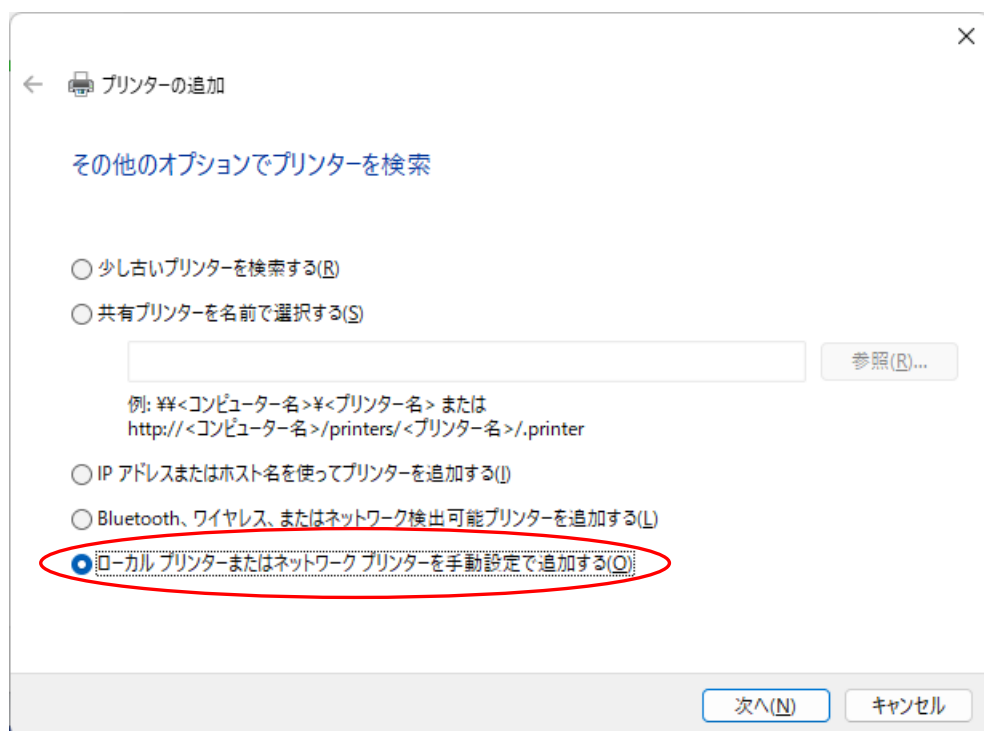 プリンターの追加
その他のオプションでプリンターを検索
少し古いプリンターを検索する(R)
共有プリンターを名前で選択する(S)
参照(R)...
例: ¥¥<コンピューター名>¥<プリンター名> または
http://<コンピューター名>/printers/<プリンター名>/.printer
IP アドレスまたはホスト名を使ってプリンターを追加する(I)
Bluetooth、ワイヤレス、またはネットワーク検出可能プリンターを追加する(L)
ローカル プリンターまたはネットワーク プリンターを手動設定で追加する(O)
次へ(N)
キャンセル